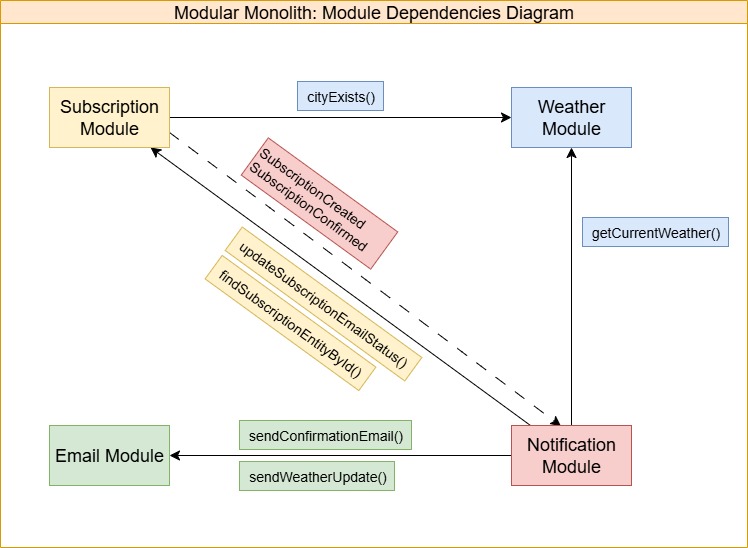 Modular Monolith: Module Dependencies Diagram
Subscription
Module
cityExists()
Weather
Module
SubscriptionCreated
SubscriptionConfirmed
getCurrentWeather()
updateSubscriptionEmailStatus()
findSubscriptionEntityById()
Email Module
sendConfirmationEmail()
sendWeatherUpdate()
Notification
Module